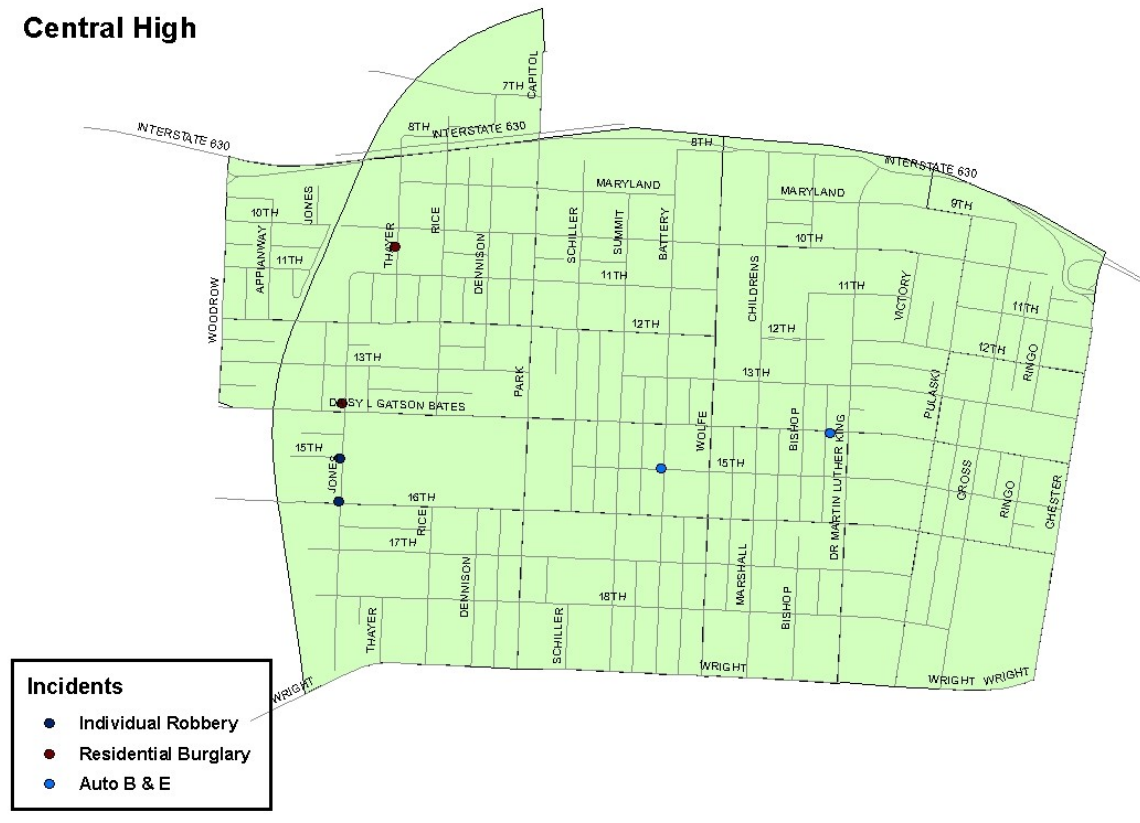 Central High
7TH
CAPITOL
8TH
INTERSTATE 630
INTERSTATE 630
8TH
INTERSTATE 630
MARYLAND
MARYLAND
9TH
JONES
10TH
THAYER
RICE
DENNISON
SCHILLER
SUMMIT
BATTERY
10TH
APPIANWAY
11TH
11TH
CHILDRENS
11TH
VICTORY
11TH
WOODROW
12TH
12TH
12TH
RINGO
13TH
PARK
13TH
PULASKI
D SY L GATSON BATES
WOLFE
BISHOP
DR MARTIN LUTHER KING
15TH
JONES
15TH
CROSS
RINGO
CHESTER
16TH
RICE
17TH
DENNISON
MARSHALL
BISHOP
18TH
THAYER
SCHILLER
WRIGHT
WRIGHT
WRIGHT
WRIGHT
Incidents
Individual Robbery
Residential Burglary
Auto B & E